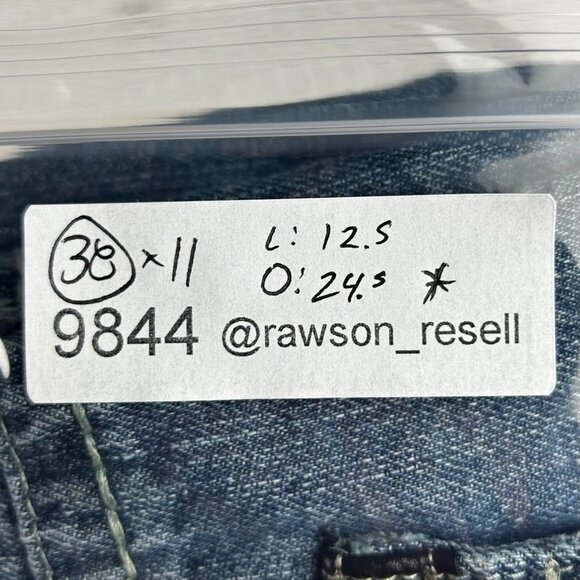 38 x 11 L: 12.5
O: 24.5 *
9844 @rawson_resell